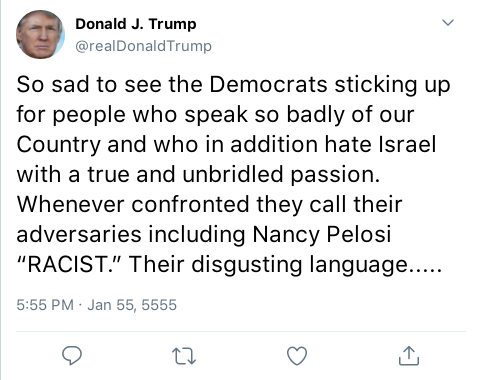 Donald J. Trump
@realDonaldTrump
So sad to see the Democrats sticking up
for people who speak so badly of our
Country and who in addition hate Israel
with a true and unbridled passion.
Whenever confronted they call their
adversaries including Nancy Pelosi
“RACIST.” Their disgusting language.....
5:55 PM · Jan 55, 5555